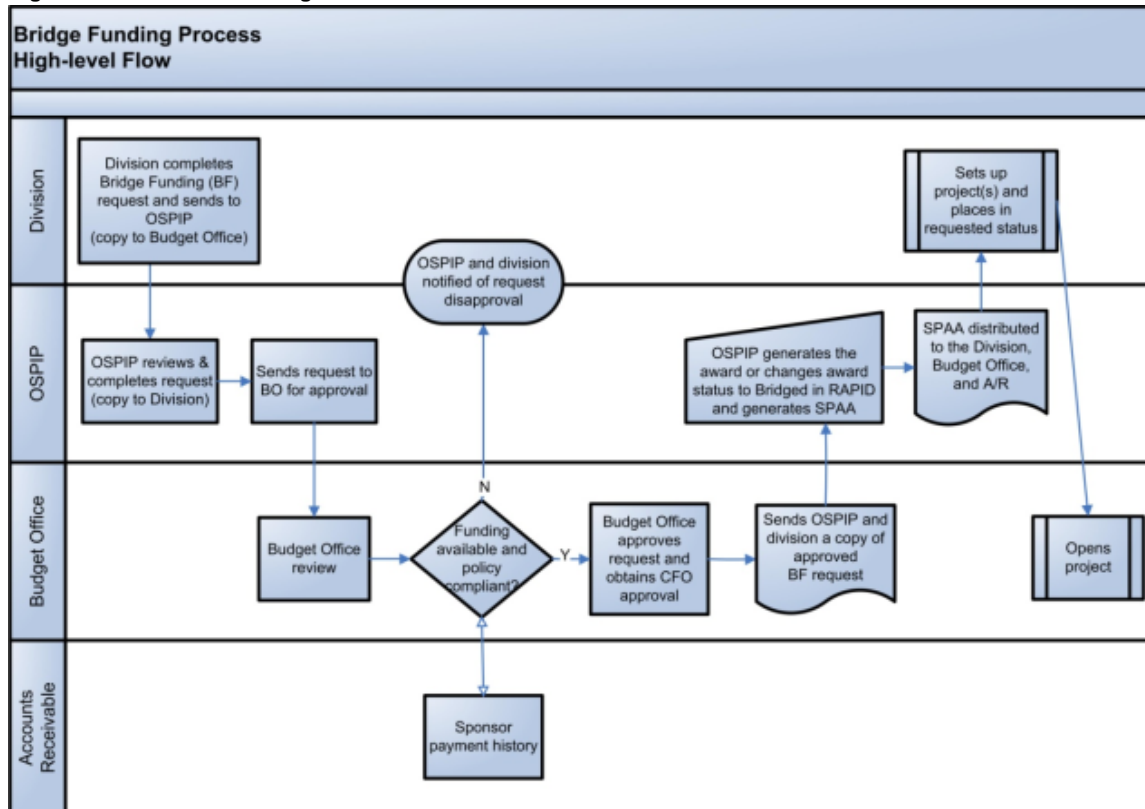 Bridge Funding Process
High-level Flow
Division
Division completes
Bridge Funding (BF)
request and sends to
OSPIP
(copy to Budget Office)
OSPIP and division
notified of request
disapproval
Sets up
project(s) and
places in
requested status
OSPIP
OSPIP reviews &
completes request
(copy to Division)
Sends request to
BO for approval
OSPIP generates the
award or changes award
status to Bridged in RAPID
and generates SPAA
SPAA distributed
to the Division,
Budget Office,
and A/R
Budget Office
Budget Office
review
N
Funding
available and
policy
compliant?
Y
Budget Office
approves
request and
obtains CFO
approval
Sends OSPIP and
division a copy of
approved
BF request
Opens
project
Accounts
Receivable
Sponsor
payment history